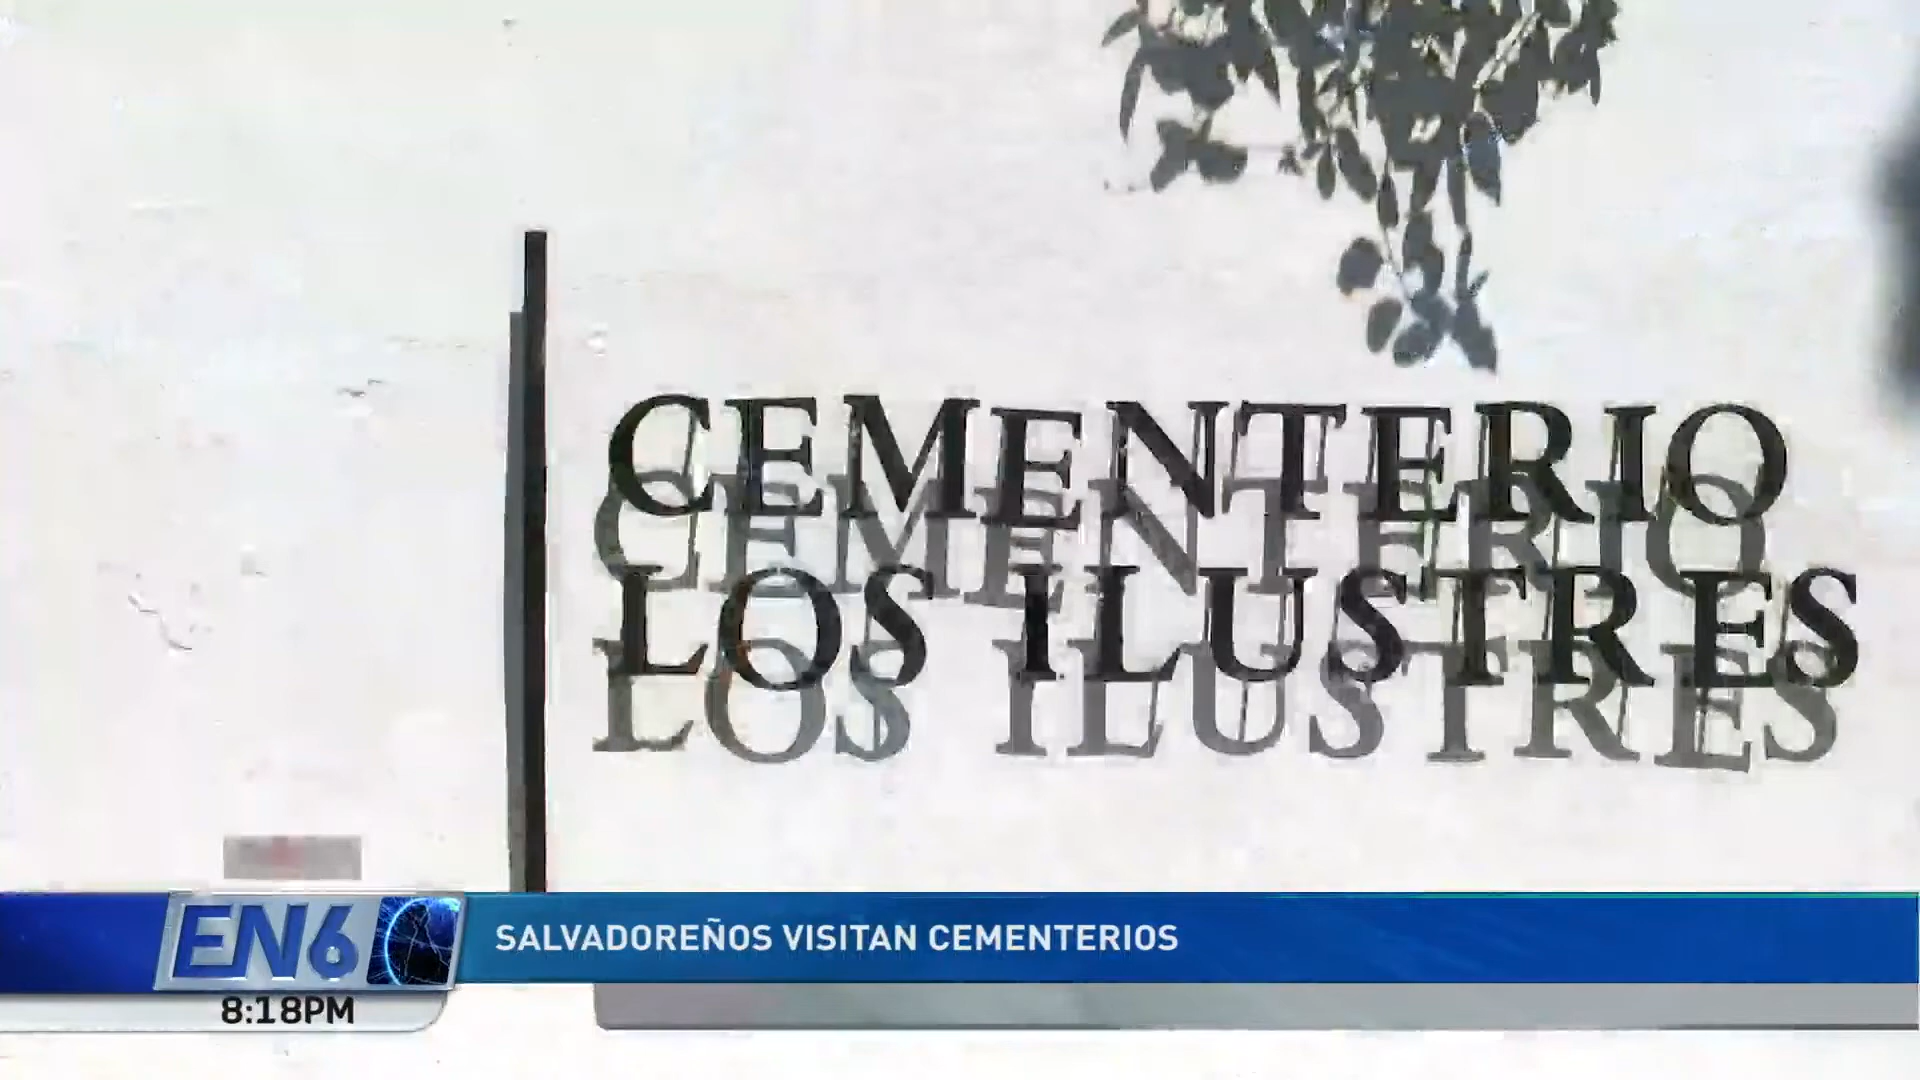 CEMENTERIO
LOS ILUSTRES
EN6
SALVADOREÑOS VISITAN CEMENTERIOS
8:18PM